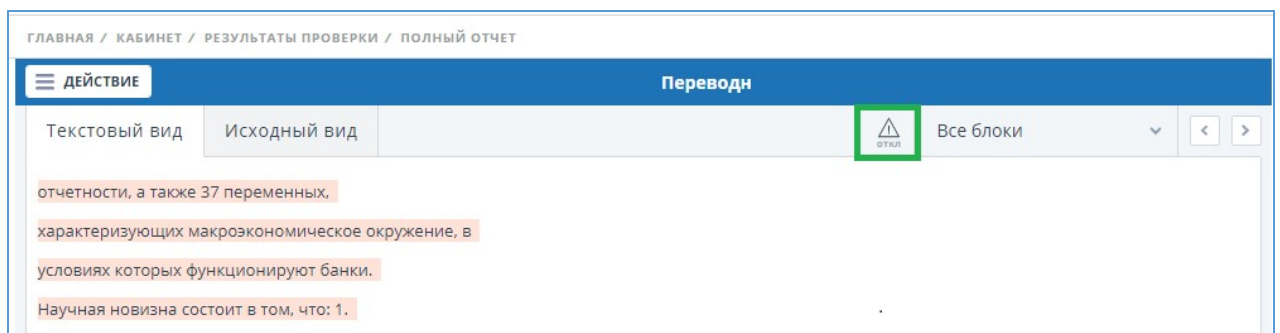 ГЛАВНАЯ / КАБИНЕТ / РЕЗУЛЬТАТЫ ПРОВЕРКИ / ПОЛНЫЙ ОТЧЕТ
ДЕЙСТВИЕ
Переводн
Текстовый вид
Исходный вид
откл
Все блоки
отчетности, а также 37 переменных,
характеризующих макроэкономическое окружение, в
условиях которых функционируют банки.
Научная новизна состоит в том, что: 1.